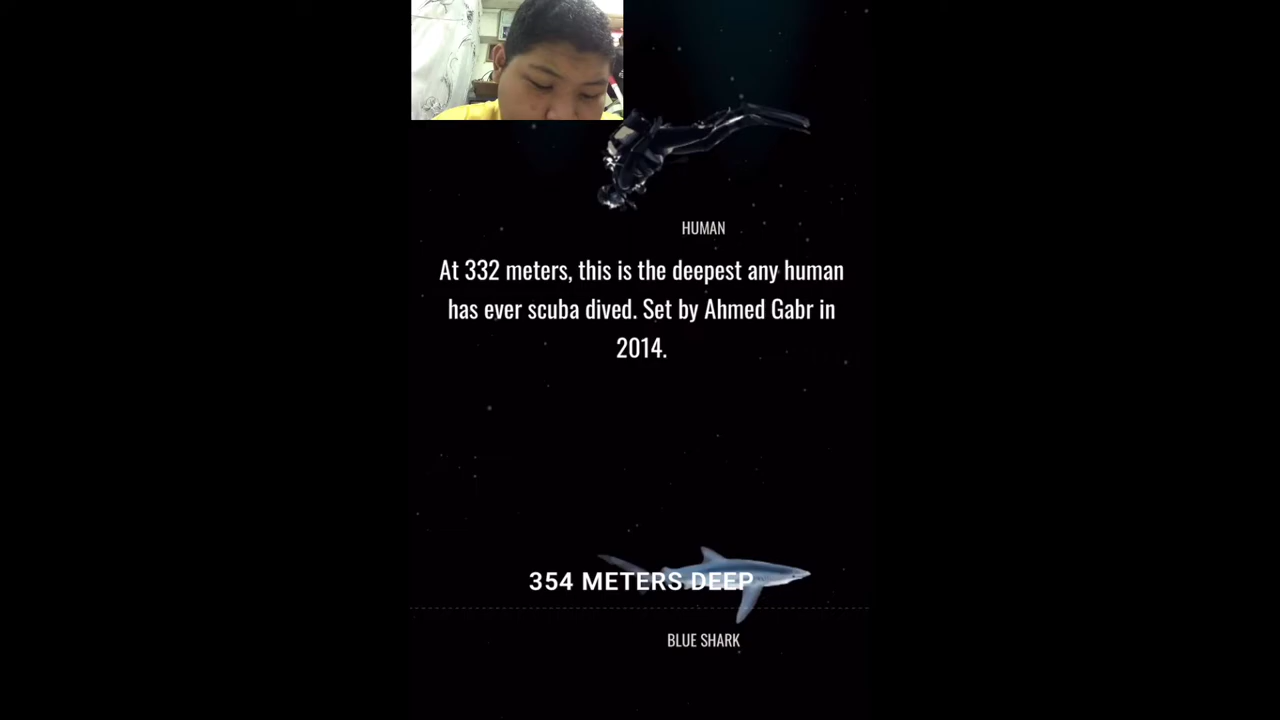 HUMAN
At 332 meters, this is the deepest any human
has ever scuba dived. Set by Ahmed Gabr in
2014.
354 METERS DEEP
BLUE SHARK